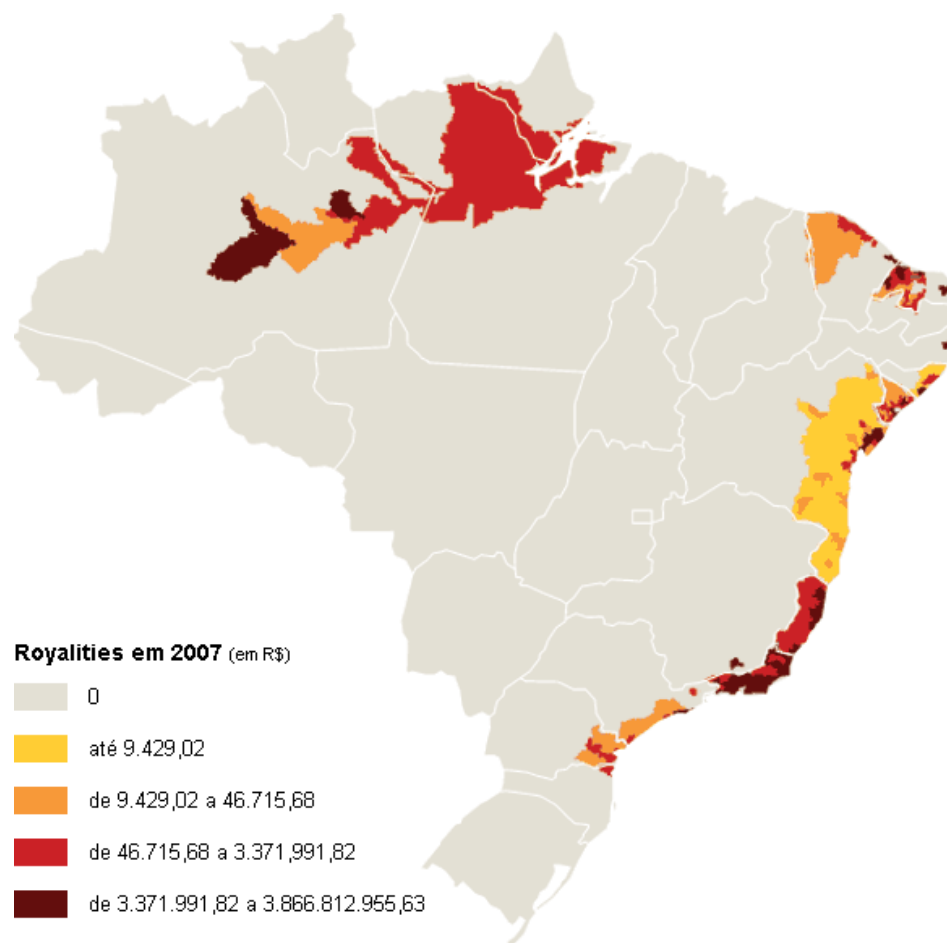 Royalities em 2007 (em R$)
0
até 9.429,02
de 9.429,02 a 46.715,68
de 46.715,68 a 3.371,991,82
de 3.371.991,82 a 3.866.812.955,63